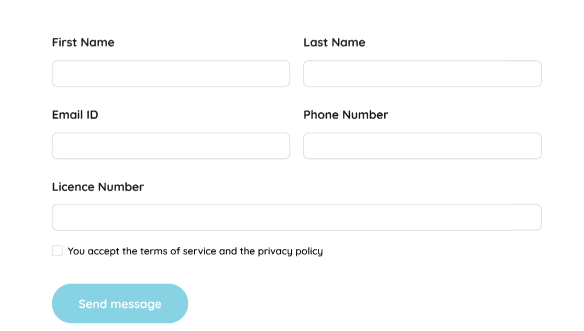 First Name
Last Name
Email ID
Phone Number
Licence Number
You accept the terms of service and the privacy policy
Send message